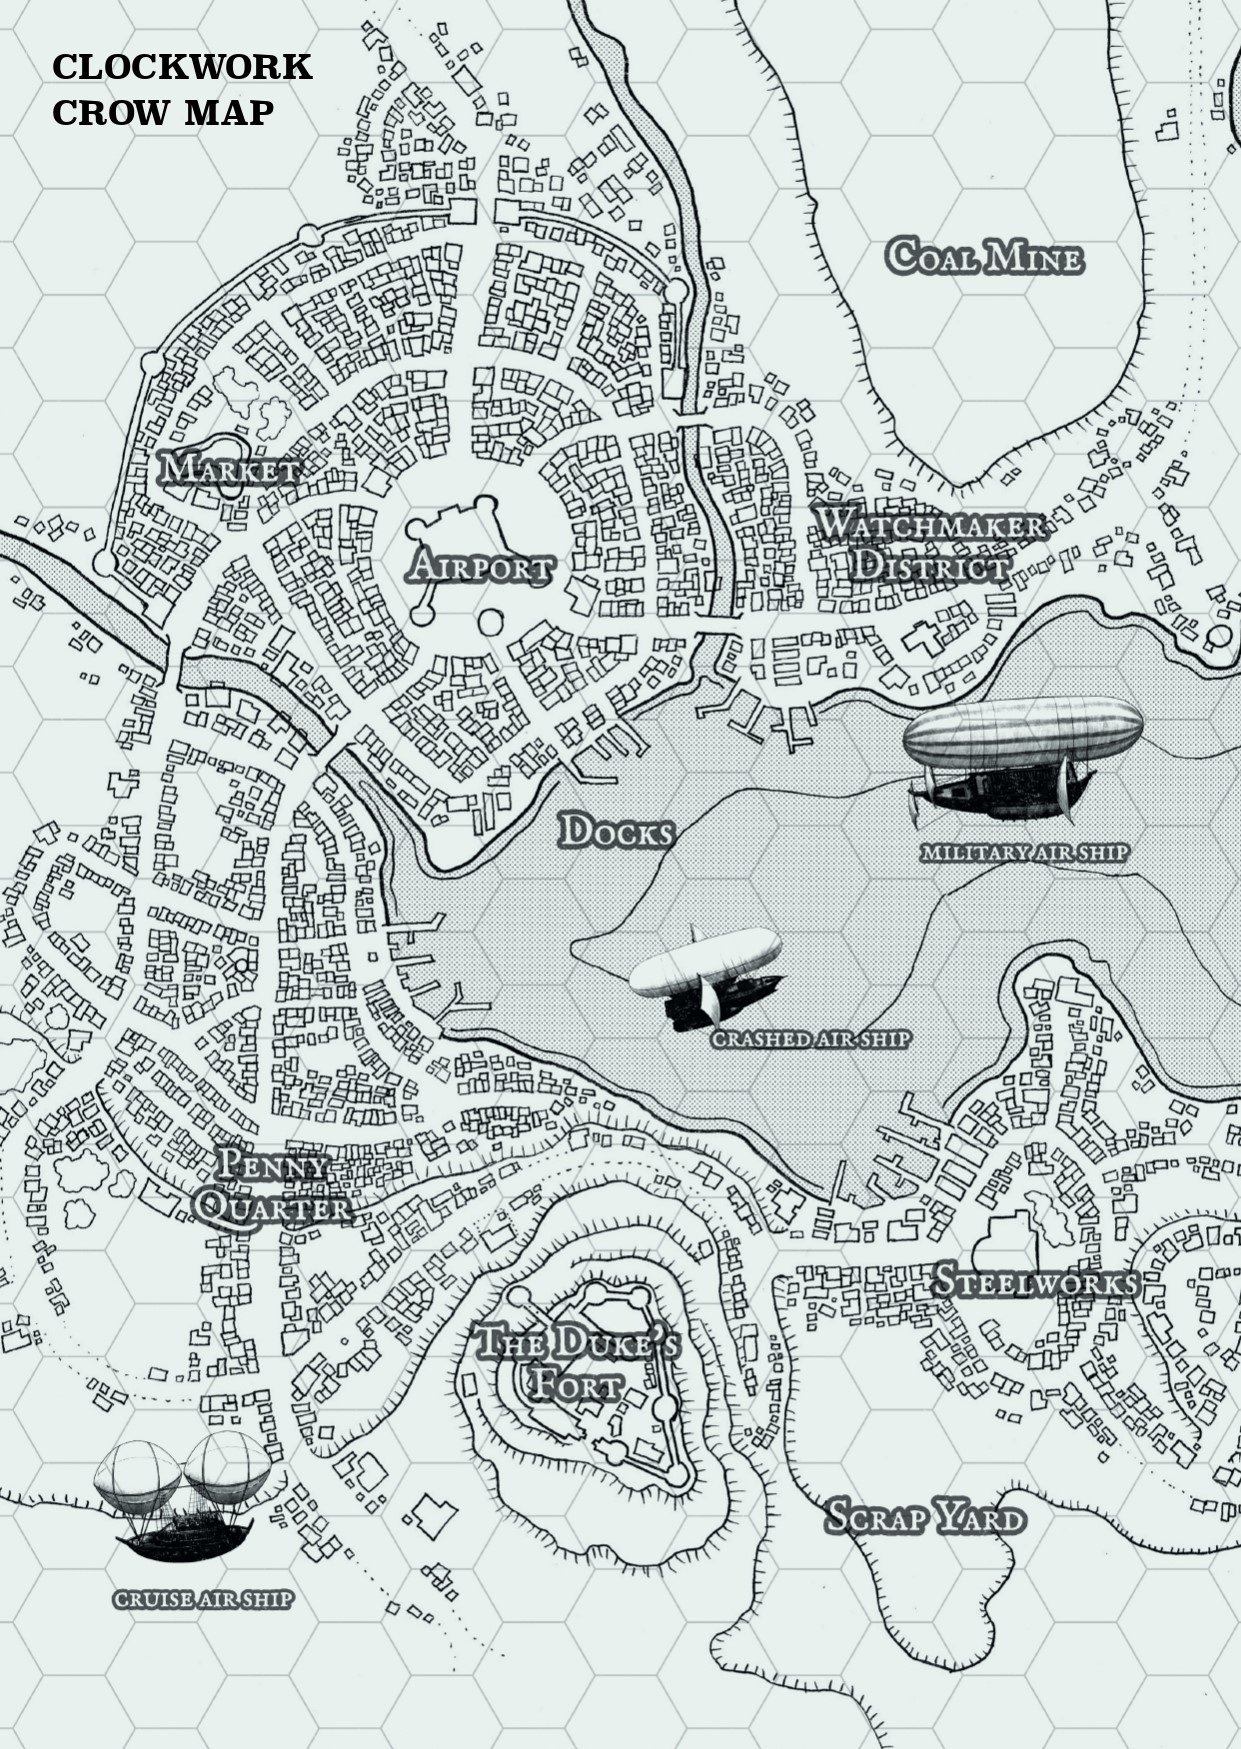 CLOCKWORK
CROW MAP
COAL MINE
MARKET
WATCHMAKER
DISTRICT
AIRPORT
DOCKS
MILITARY AIR SHIP
CRASHED AIR SHIP
PENNY
QUARTER
STEELWORKS
THE DUKE'S
FORT
SCRAP YARD
CRUISE AIR SHIP